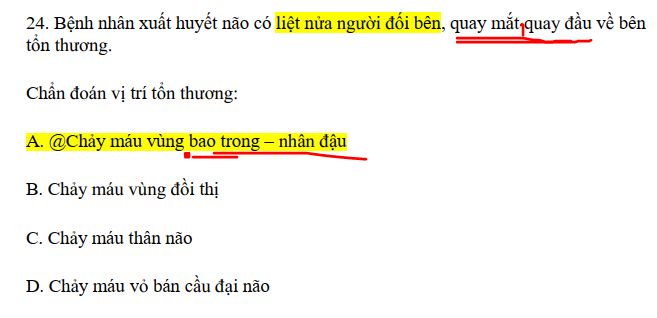 24. Bệnh nhân xuất huyết não có liệt nửa người đối bên, quay mắt,quay đầu về bên
tổn thương.
Chẩn đoán vị trí tổn thương:
A. @Chảy máu vùng bao trong – nhân đậu
B. Chảy máu vùng đồi thị
C. Chảy máu thân não
D. Chảy máu vỏ bán cầu đại não